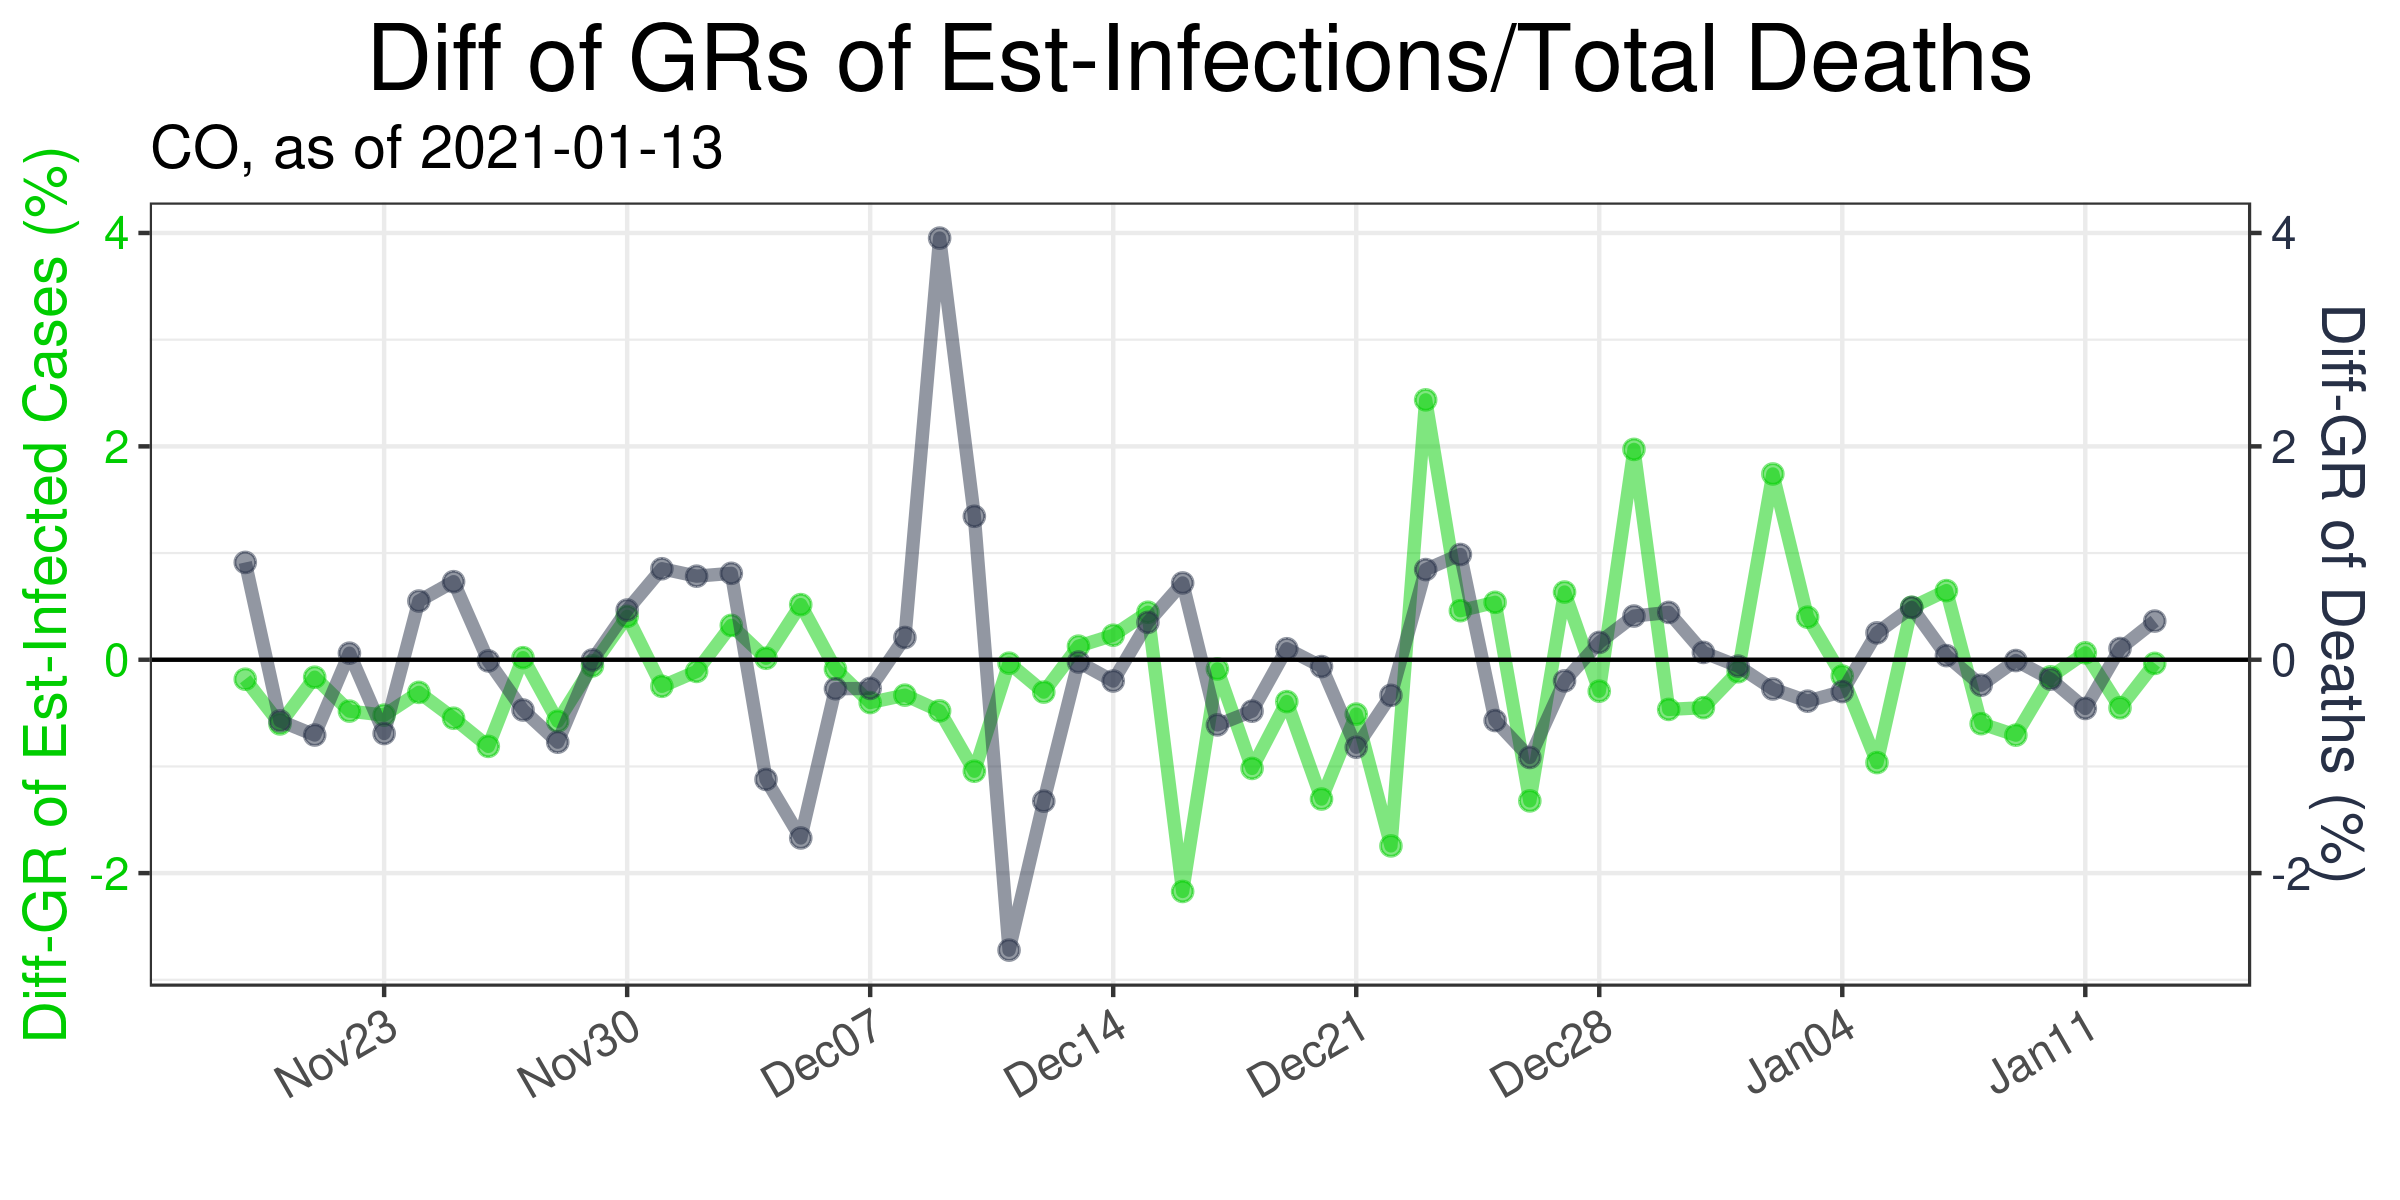 Diff of GRs of Est-Infections/Total Deaths
CO, as of 2021-01-13
Diff-GR of Est-Infected Cases (%)
4
2
0
-2
4
2
0
-2
Diff-GR of Deaths (%)
Nov23
Nov30
Dec07
Dec14
Dec21
Dec28
Jan04
Jan11